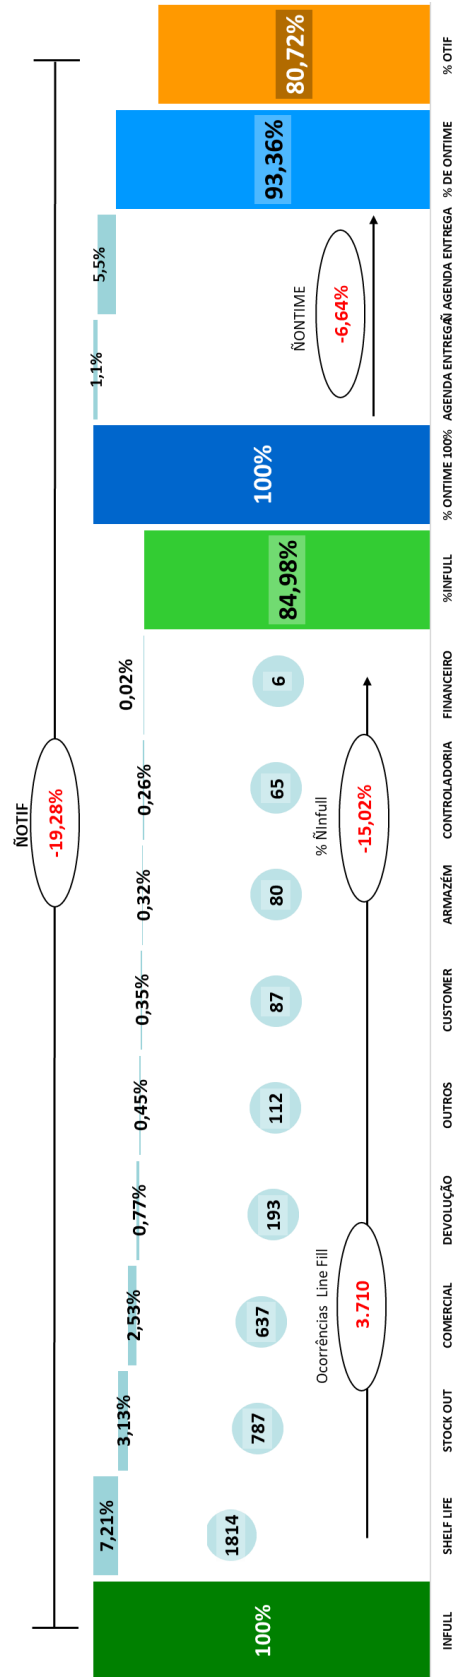 ÑOTIF
-19,28%
100%
7,21%
3,13%
2,53%
0,77%
0,45%
0,35%
0,32%
0,26%
0,02%
84,98%
100%
1,1%
5,5%
93,36%
80,72%
1814
787
637
193
112
87
80
65
6
Ocorrências Line Fill
3.710
% ÑInfull
-15,02%
ÑONTIME
-6,64%
INFULL
SHELF LIFE
STOCK OUT
COMERCIAL
DEVOLUÇÃO
OUTROS
CUSTOMER
ARMAZÉM
CONTROLADORIA
FINANCEIRO
%INFULL
% ONTIME 100%
AGENDA ENTREGA
AGENDA ENTREGA
% DE ONTIME
% OTIF